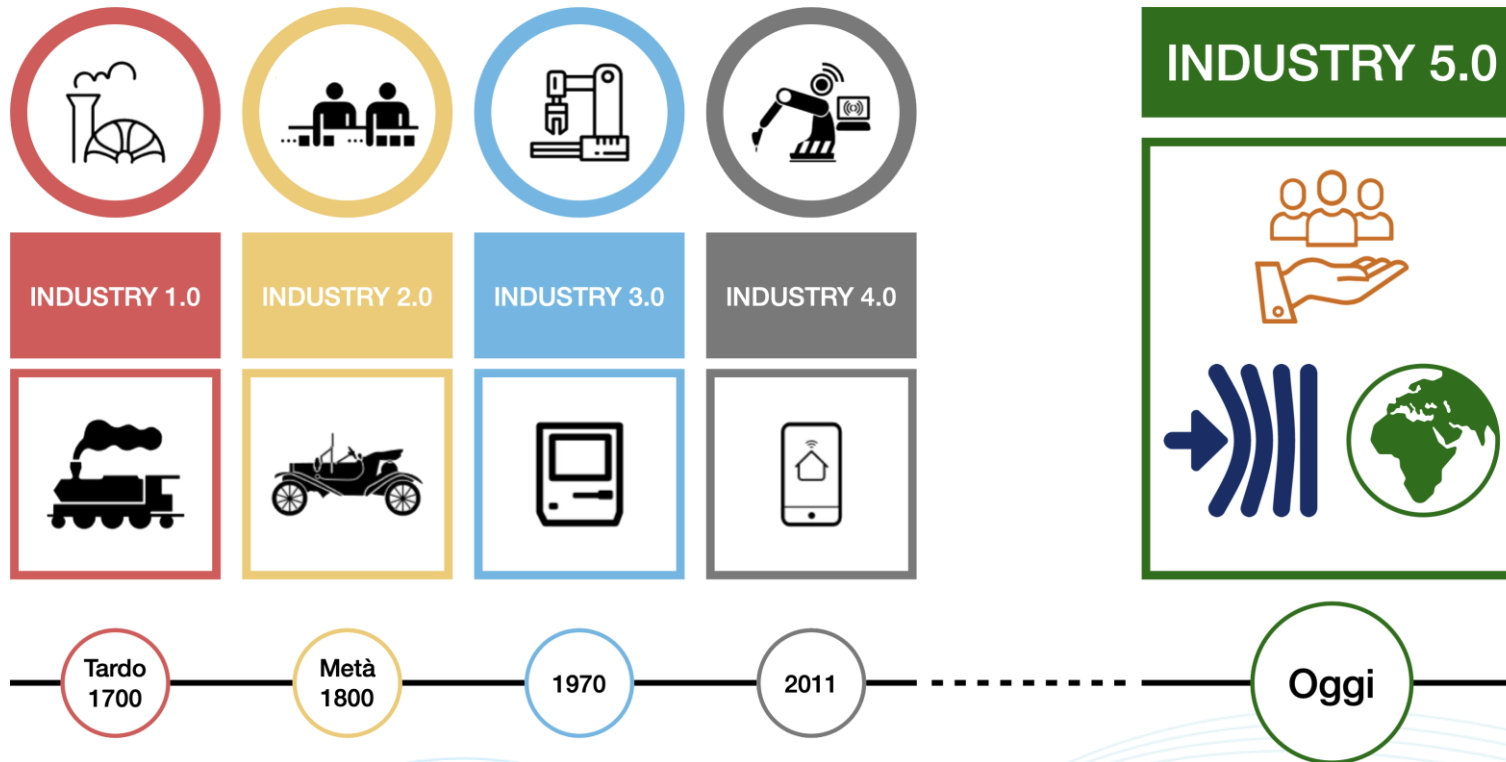 INDUSTRY 5.0
INDUSTRY 1.0
INDUSTRY 2.0
INDUSTRY 3.0
INDUSTRY 4.0
Tardo
1700
Metà
1800
1970
2011
Oggi